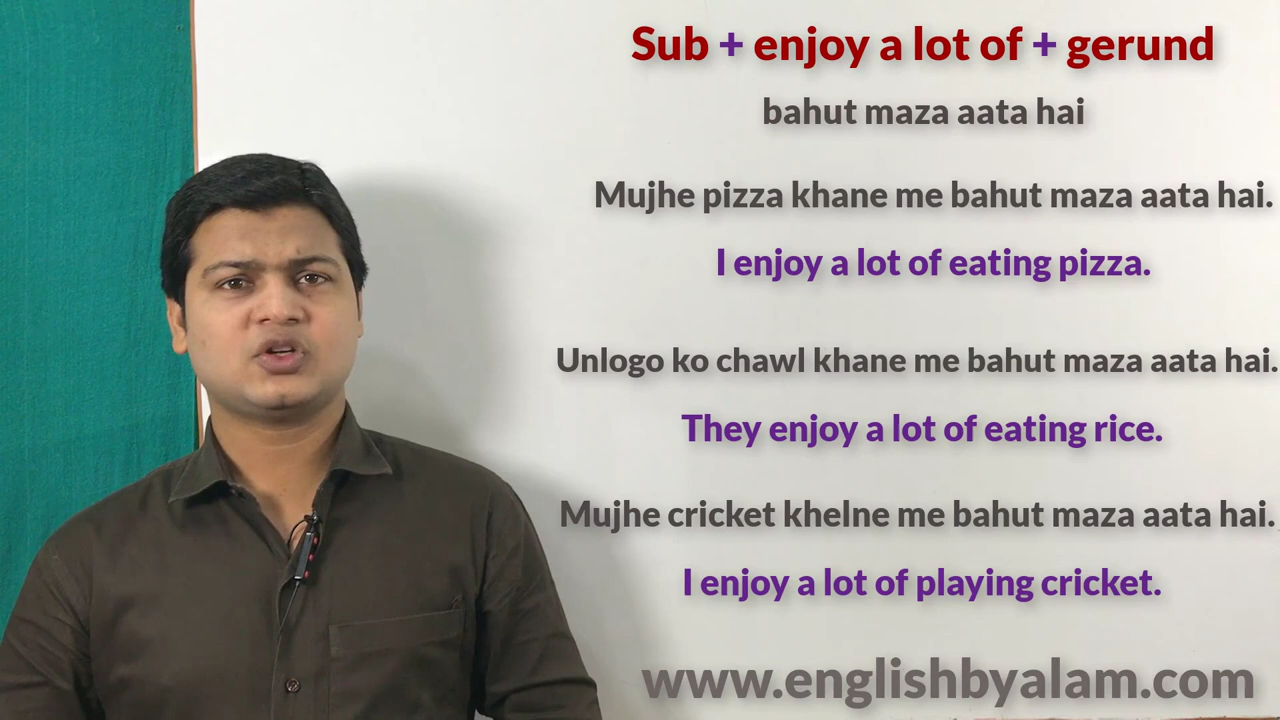 Sub + enjoy a lot of + gerund
bahut maza aata hai
Mujhe pizza khane me bahut maza aata hai.
I enjoy a lot of eating pizza.
Unlogo ko chawl khane me bahut maza aata hai.
They enjoy a lot of eating rice.
Mujhe cricket khelne me bahut maza aata hai.
I enjoy a lot of playing cricket.
www.englishbyalam.com